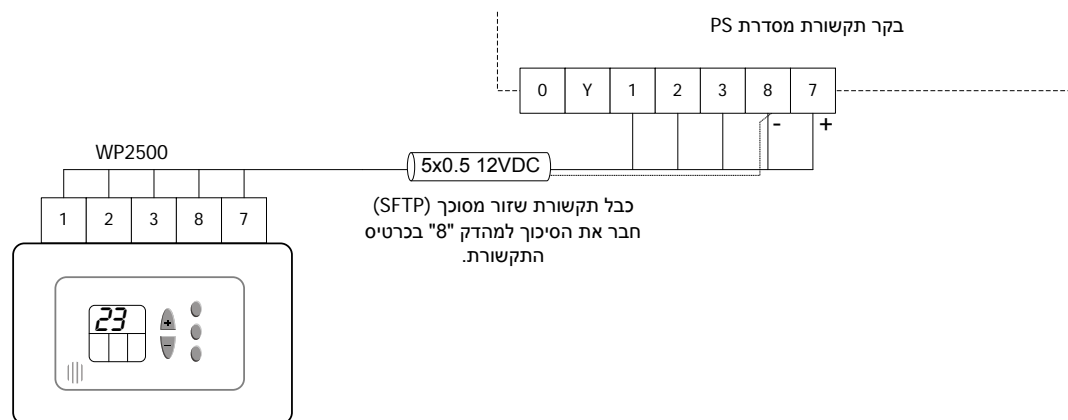 בקר תקשורת מסדרת PS
0 Y 1 2 3 8 7
- +
WP2500
5x0.5 12VDC
1 2 3 8 7
כבל תקשורת שזור מסוכך (SFTP)
חבר את הסיכוך למהדק "8" בכרטיס
התקשורת.
23
+
−